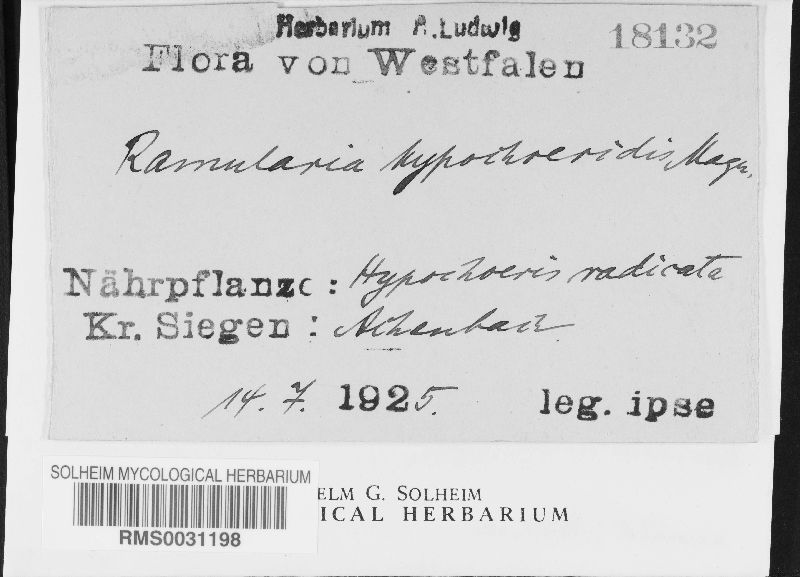 Herbarium A. Ludwig
18132
Flora von Westfalen
Ramularia hypochoeridis, Magn.
Nährpflanze: Hypochoeris radicata
Kr. Siegen: Achenbach
14. 7. 1925. leg. ipse
SOLHEIM MYCOLOGICAL HERBARIUM
RMS0031198
ELM G. SOLHEIM
ICAL HERBARIUM